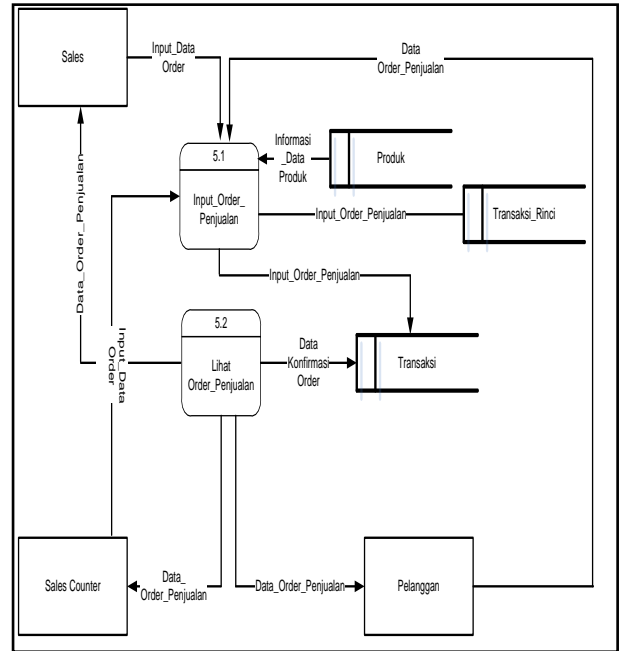 Sales
Input_Data
Order
Data
Order_Penjualan
5.1
Input_Order_
Penjualan
Informasi
_Data
Produk
Produk
Input_Order_Penjualan
Transaksi_Rinci
Data_Order_Penjualan
Input_Order_Penjualan
5.2
Lihat
Order_Penjualan
Data
Konfirmasi
Order
Transaksi
Input_Data
Order
Sales Counter
Data_
Order_Penjualan
Data_Order_Penjualan
Pelanggan